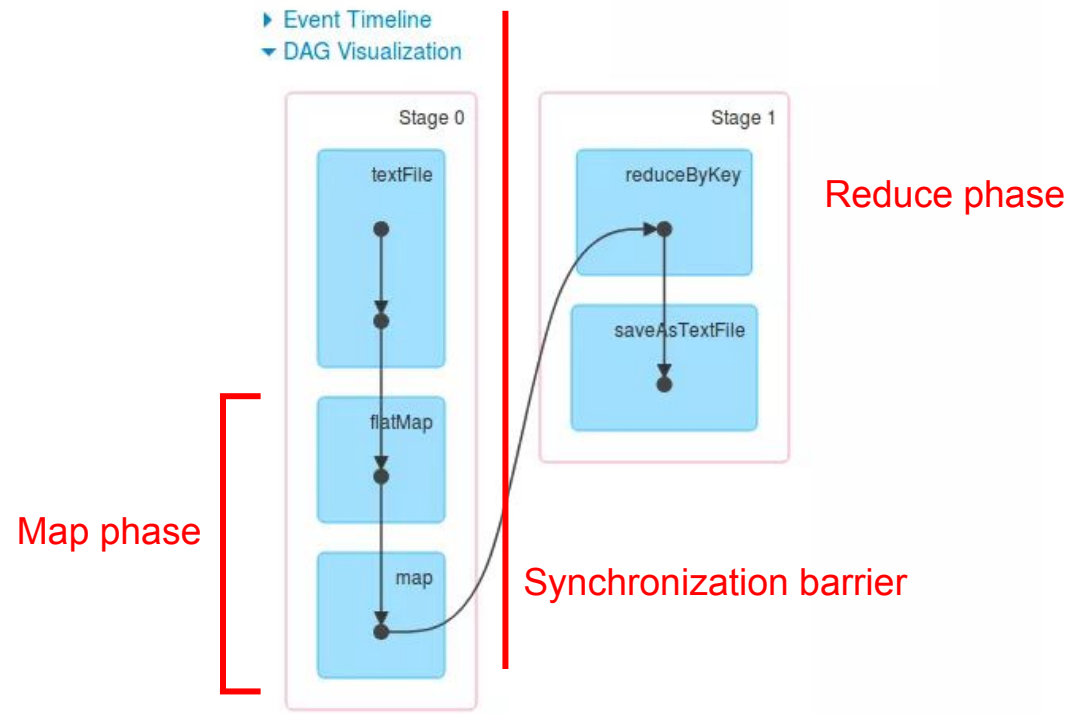 Event Timeline
DAG Visualization
Stage 0
textFile
flatMap
map
Map phase
Stage 1
reduceByKey
saveAsTextFile
Reduce phase
Synchronization barrier